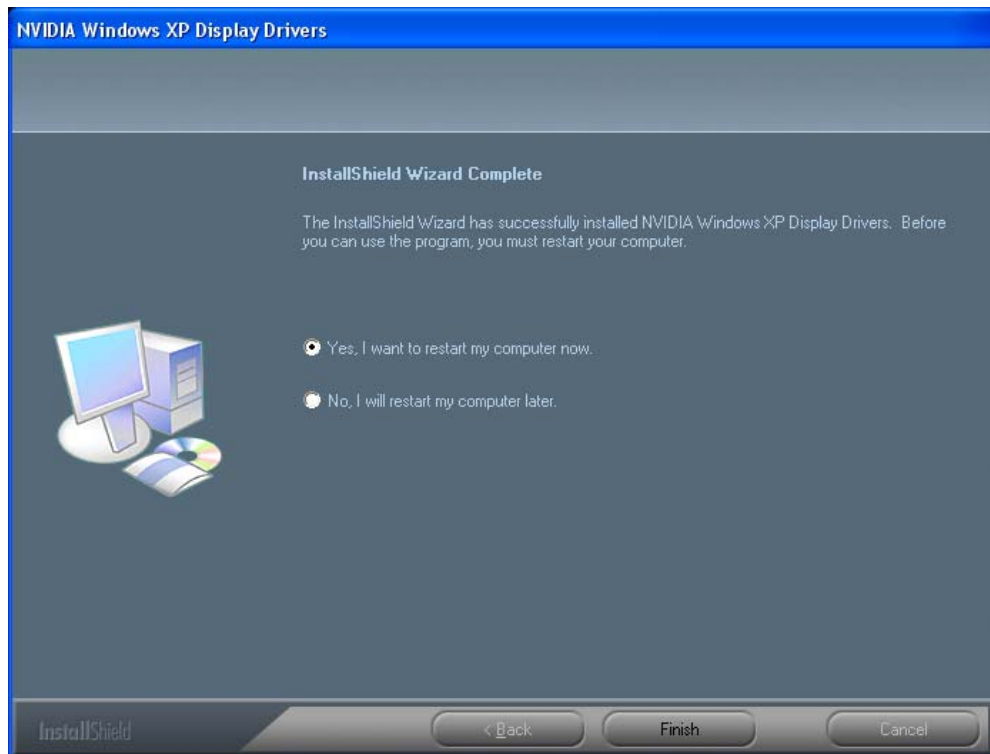 NVIDIA Windows XP Display Drivers
InstallShield Wizard Complete
The InstallShield Wizard has successfully installed NVIDIA Windows XP Display Drivers. Before
you can use the program, you must restart your computer.
Yes, I want to restart my computer now.
No, I will restart my computer later.
InstallShield
< Back
Finish
Cancel